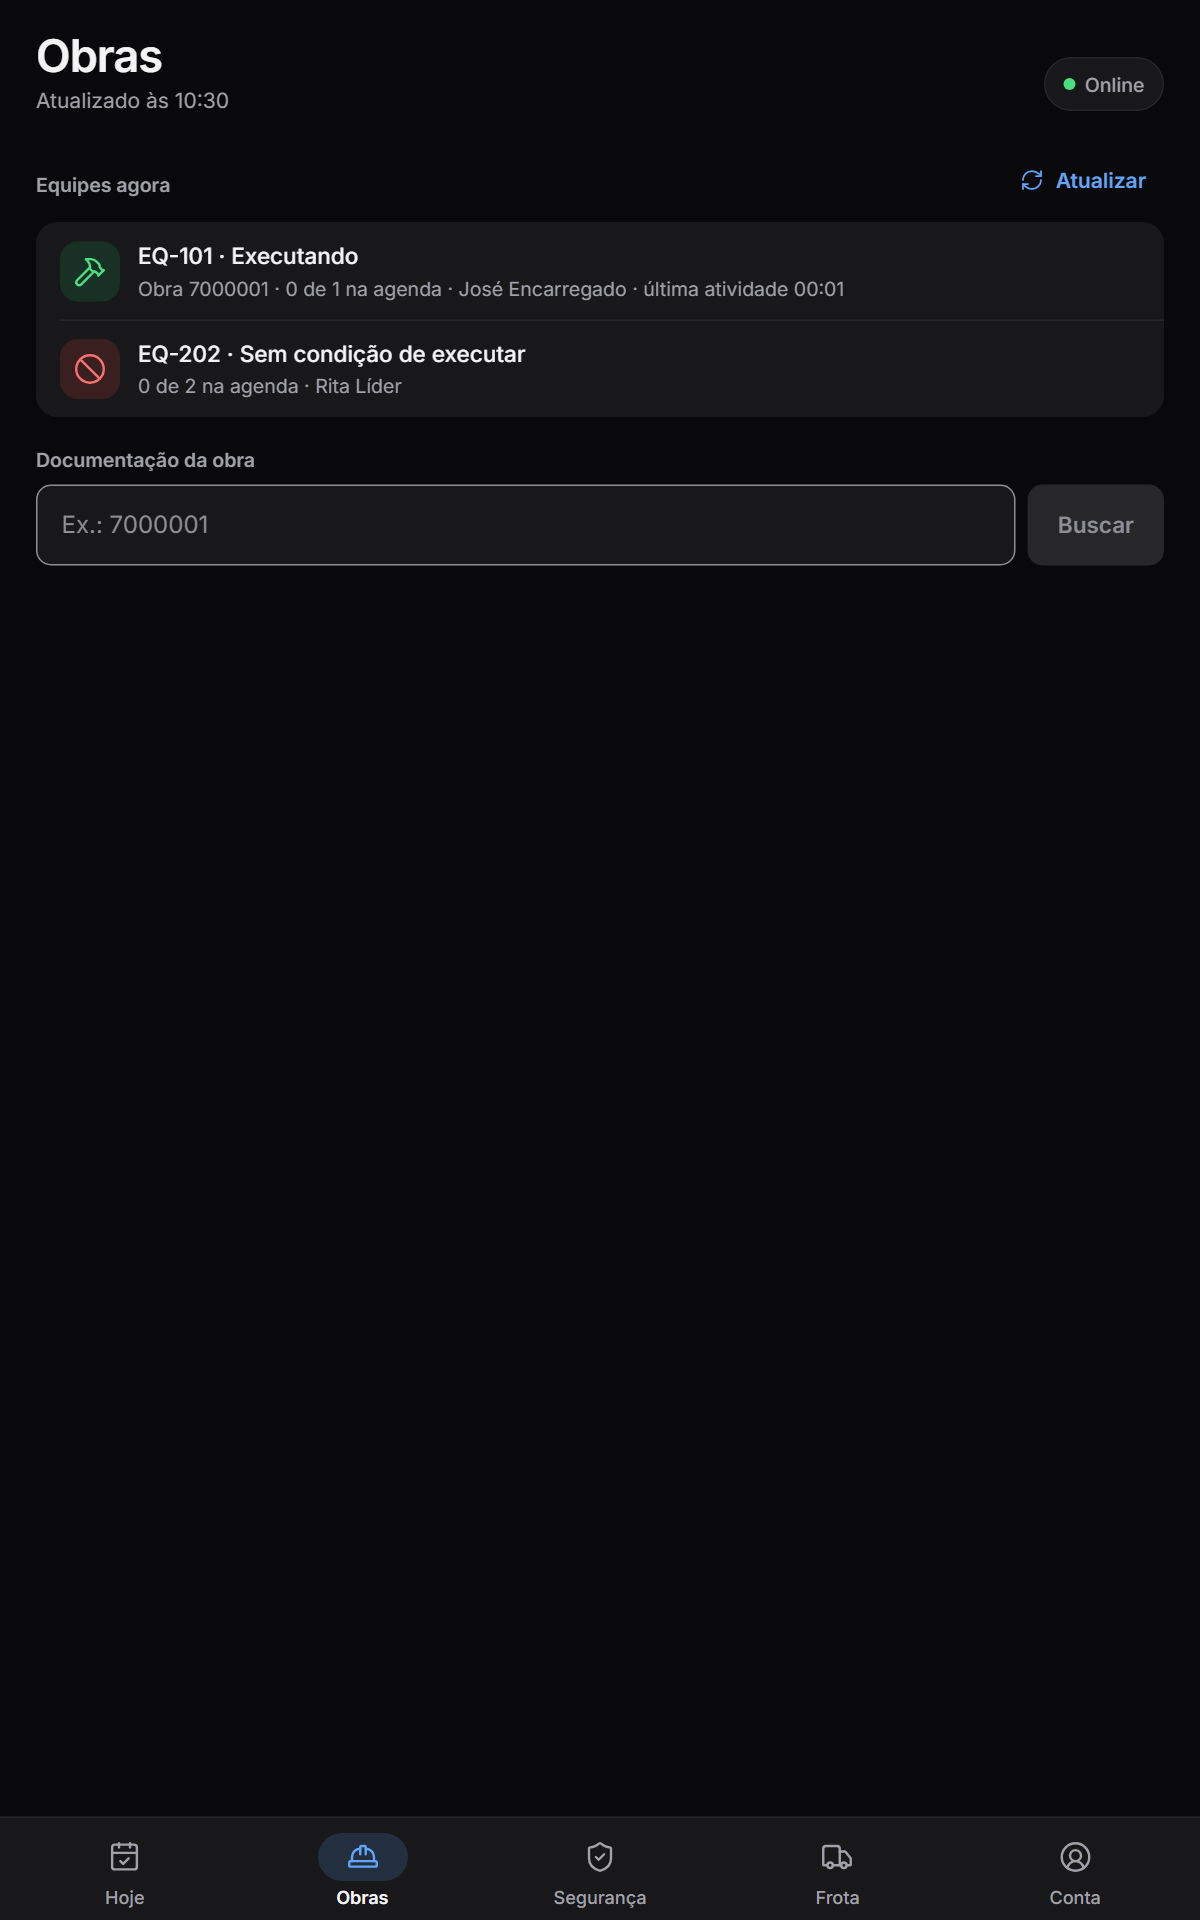 Obras
Atualizado às 10:30
Online
Equipes agora
Atualizar
EQ-101 · Executando
Obra 7000001 · 0 de 1 na agenda · José Encarregado · última atividade 00:01
EQ-202 · Sem condição de executar
0 de 2 na agenda · Rita Líder
Documentação da obra
Ex.: 7000001
Buscar
Hoje
Obras
Segurança
Frota
Conta